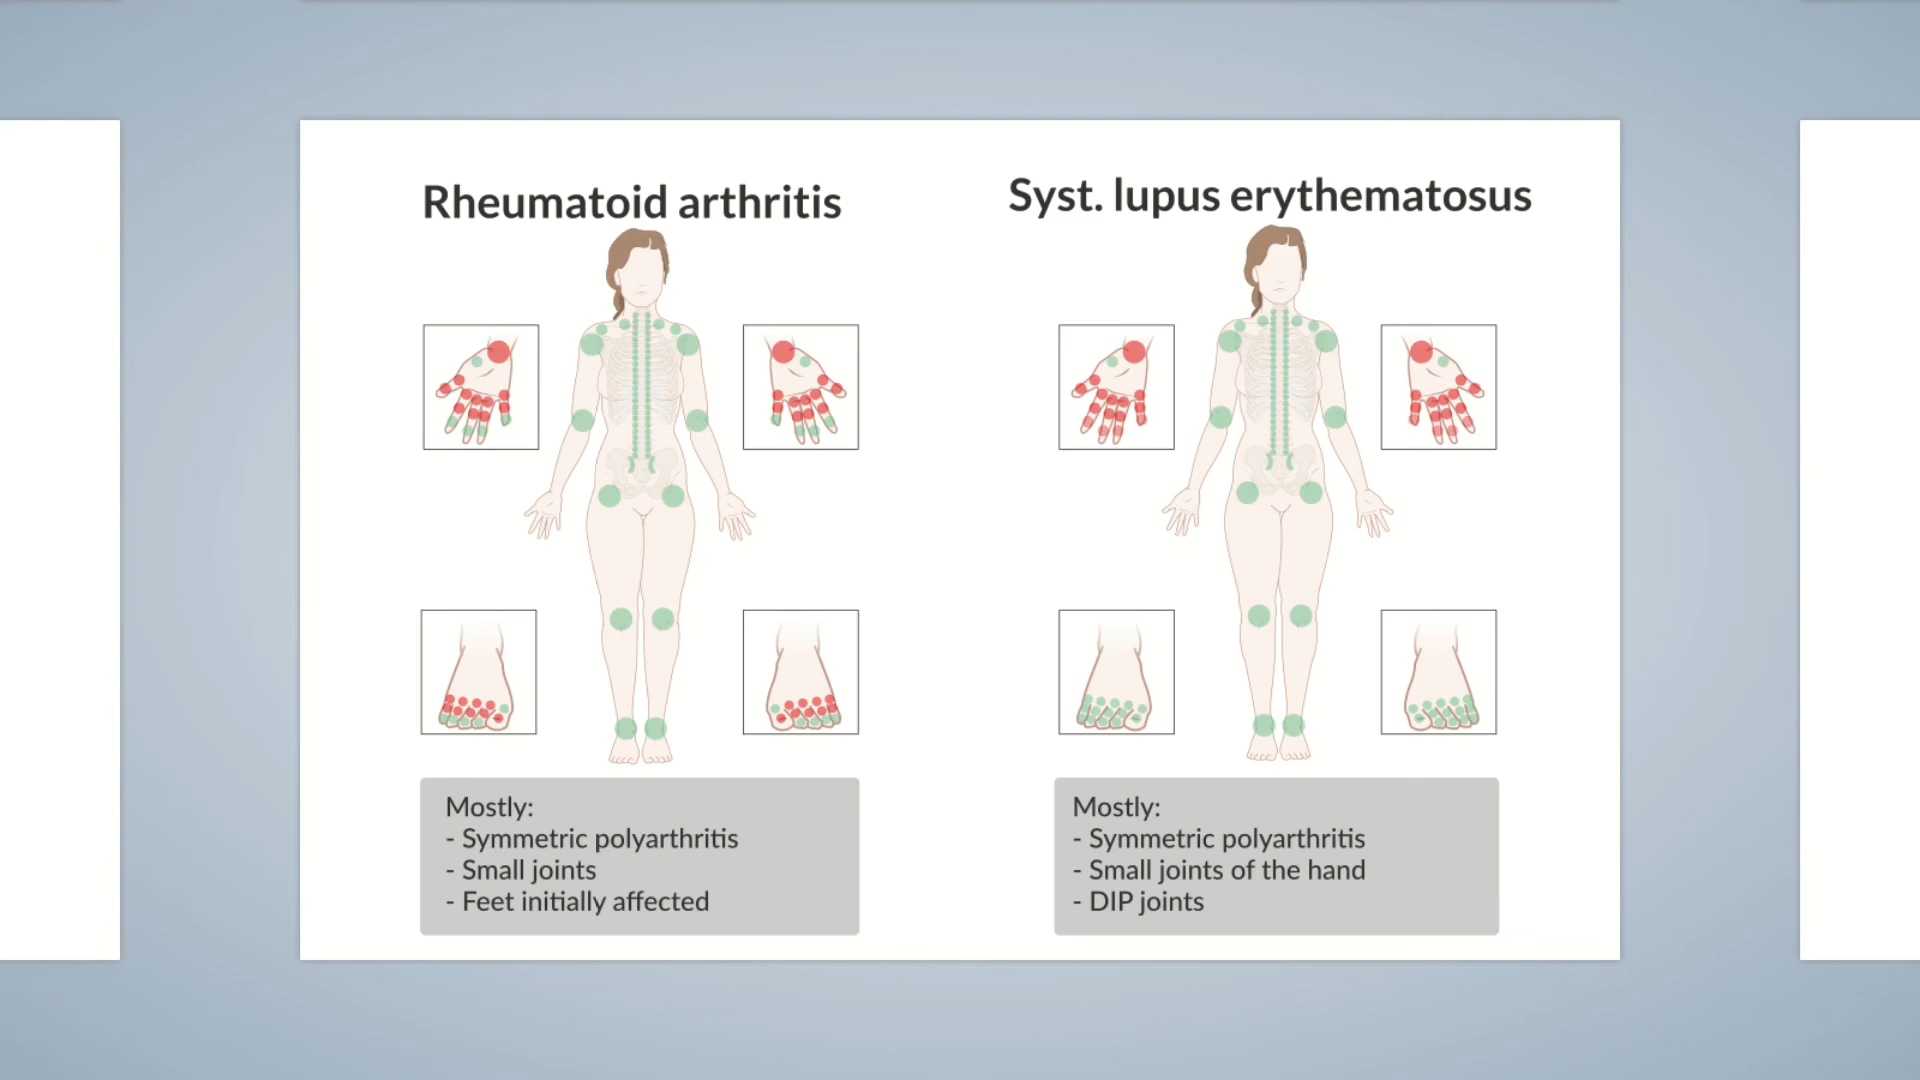 Rheumatoid arthritis
Mostly:
- Symmetric polyarthritis
- Small joints
- Feet initially affected
Syst. lupus erythematosus
Mostly:
- Symmetric polyarthritis
- Small joints of the hand
- DIP joints